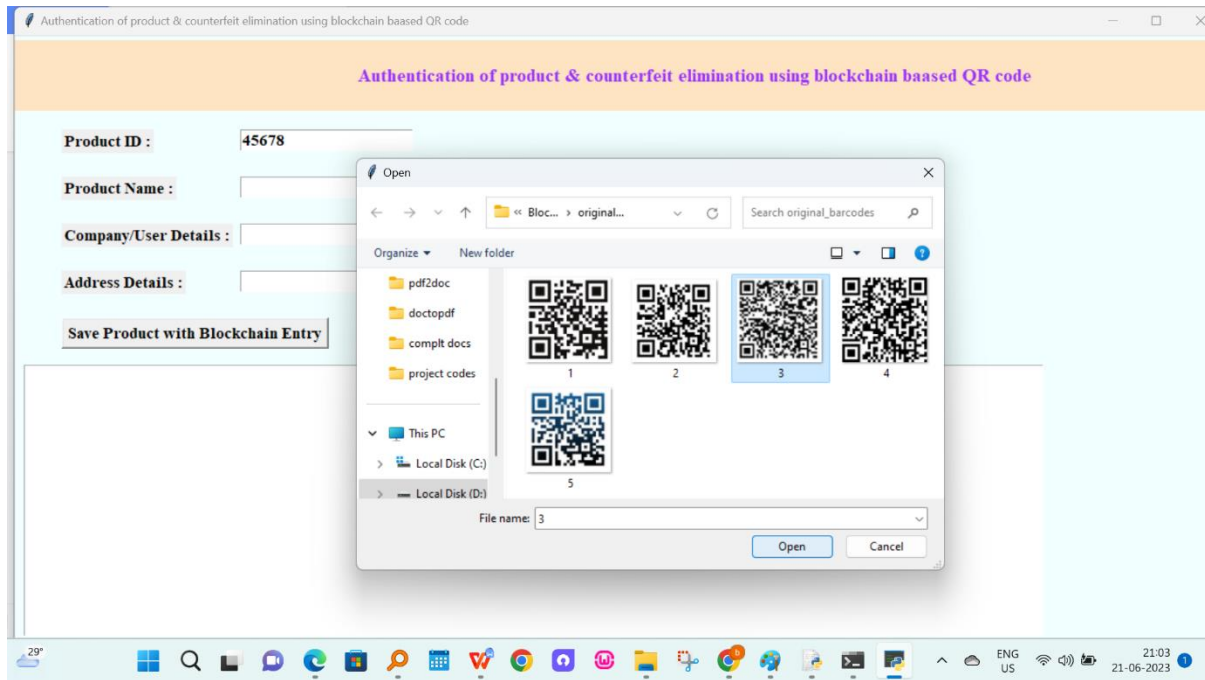 Authentication of product & counterfeit elimination using blockchain baased QR code
Authentication of product & counterfeit elimination using blockchain baased QR code
Product ID : 45678
Product Name :
Company/User Details :
Address Details :
Save Product with Blockchain Entry
Open
« Bloc... › original...
Search original_barcodes
Organize
New folder
pdf2doc
doctopdf
complt docs
project codes
This PC
Local Disk (C:)
Local Disk (D:)
1 2 3 4
5
File name: 3
Open Cancel
29°
ENG
US
21:03
21-06-2023
1